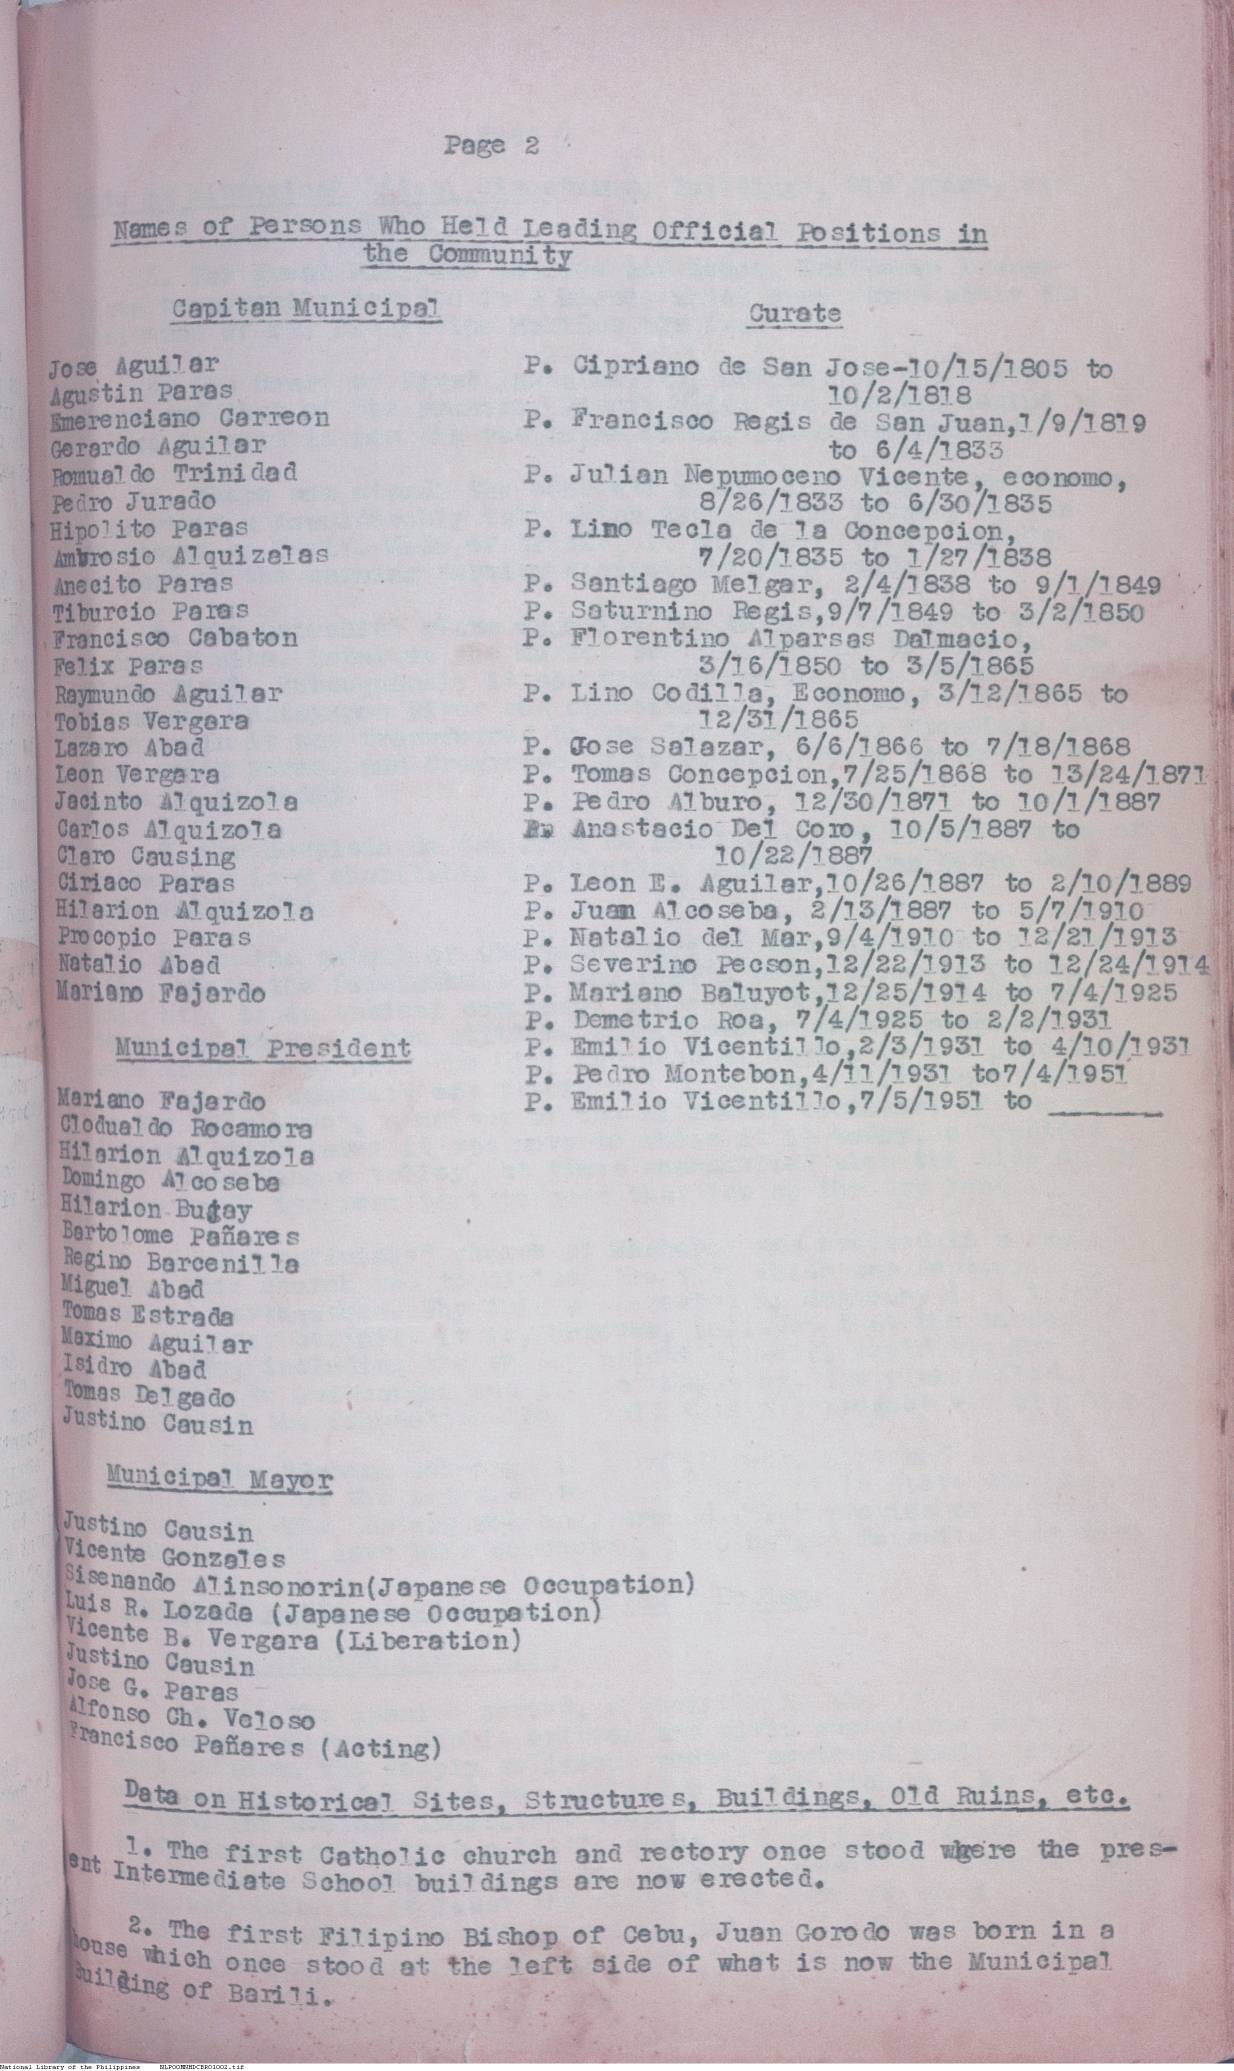 Page 2
Names of Persons Who Held Leading Official Positions in
the Community
Capitan Municipal
Jose Aguilar
Agustin Paras
Emerenciano Carreon
Gerardo Aguilar
Romualdo Trinidad
Pedro Jurado
Hipolito Paras
Ambrosio Alquizalas
Anecito Paras
Tiburcio Paras
Francisco Cabaton
Felix Paras
Raymundo Aguilar
Tobias Vergara
Lazaro Abad
Leon Vergara
Jacinto Alquizola
Carlos Alquizola
Claro Causing
Ciriaco Paras
Hilarion Alquizola
Procopio Paras
Natalio Abad
Mariano Fajardo
Municipal President
Mariano Fajardo
Clodualdo Rocamora
Hilarion Alquizola
Domingo Alcoseba
Hilarion Bugay
Bartolome Pañares
Regino Barcenilla
Miguel Abad
Tomas Estrada
Maximo Aguilar
Isidro Abad
Tomas Delgado
Justino Causin
Municipal Mayor
Justino Causin
Vicente Gonzales
Sisenando Alinsonorin(Japanese Occupation)
Luis R. Lozada (Japanese Occupation)
Vicente B. Vergara (Liberation)
Justino Causin
Jose G. Paras
Alfonso Ch. Veloso
Francisco Pañares (Acting)
Curate
P. Cipriano de San Jose-10/15/1805 to
10/2/1818
P. Francisco Regis de San Juan,1/9/1819
to 6/4/1833
P. Julian Nepumoceno Vicente, economo,
8/26/1833 to 6/30/1835
P. Lino Tecla de la Concepcion,
7/20/1835 to 1/27/1838
P. Santiago Melgar, 2/4/1838 to 9/1/1849
P. Saturnino Regis,9/7/1849 to 3/2/1850
P. Florentino Alparsas Dalmacio,
3/16/1850 to 3/5/1865
P. Lino Codilla, Economo, 3/12/1865 to
12/31/1865
P. Jose Salazar, 6/6/1866 to 7/18/1868
P. Tomas Concepcion,7/25/1868 to 13/24/1871
P. Pedro Alburo, 12/30/1871 to 10/1/1887
Anastacio Del Coro, 10/5/1887 to
10/22/1887
P. Leon E. Aguilar,10/26/1887 to 2/10/1889
P. Juan Alcoseba, 2/13/1887 to 5/7/1910
P. Natalio del Mar,9/4/1910 to 12/21/1913
P. Severino Pecson,12/22/1913 to 12/24/1914
P. Mariano Baluyot,12/25/1914 to 7/4/1925
P. Demetrio Roa, 7/4/1925 to 2/2/1931
P. Emilio Vicentillo,2/3/1931 to 4/10/1931
P. Pedro Montebon,4/11/1931 to7/4/1951
P. Emilio Vicentillo,7/5/1951 to ______
Data on Historical Sites, Structures, Buildings, Old Ruins, etc.
1. The first Catholic church and rectory once stood where the pres-
ent Intermediate School buildings are now erected.
2. The first Filipino Bishop of Cebu, Juan Gorodo was born in a
house which once stood at the left side of what is now the Municipal
Building of Barili.
National Library of the Philippines NLPOOMNHDCBRO1002.tif